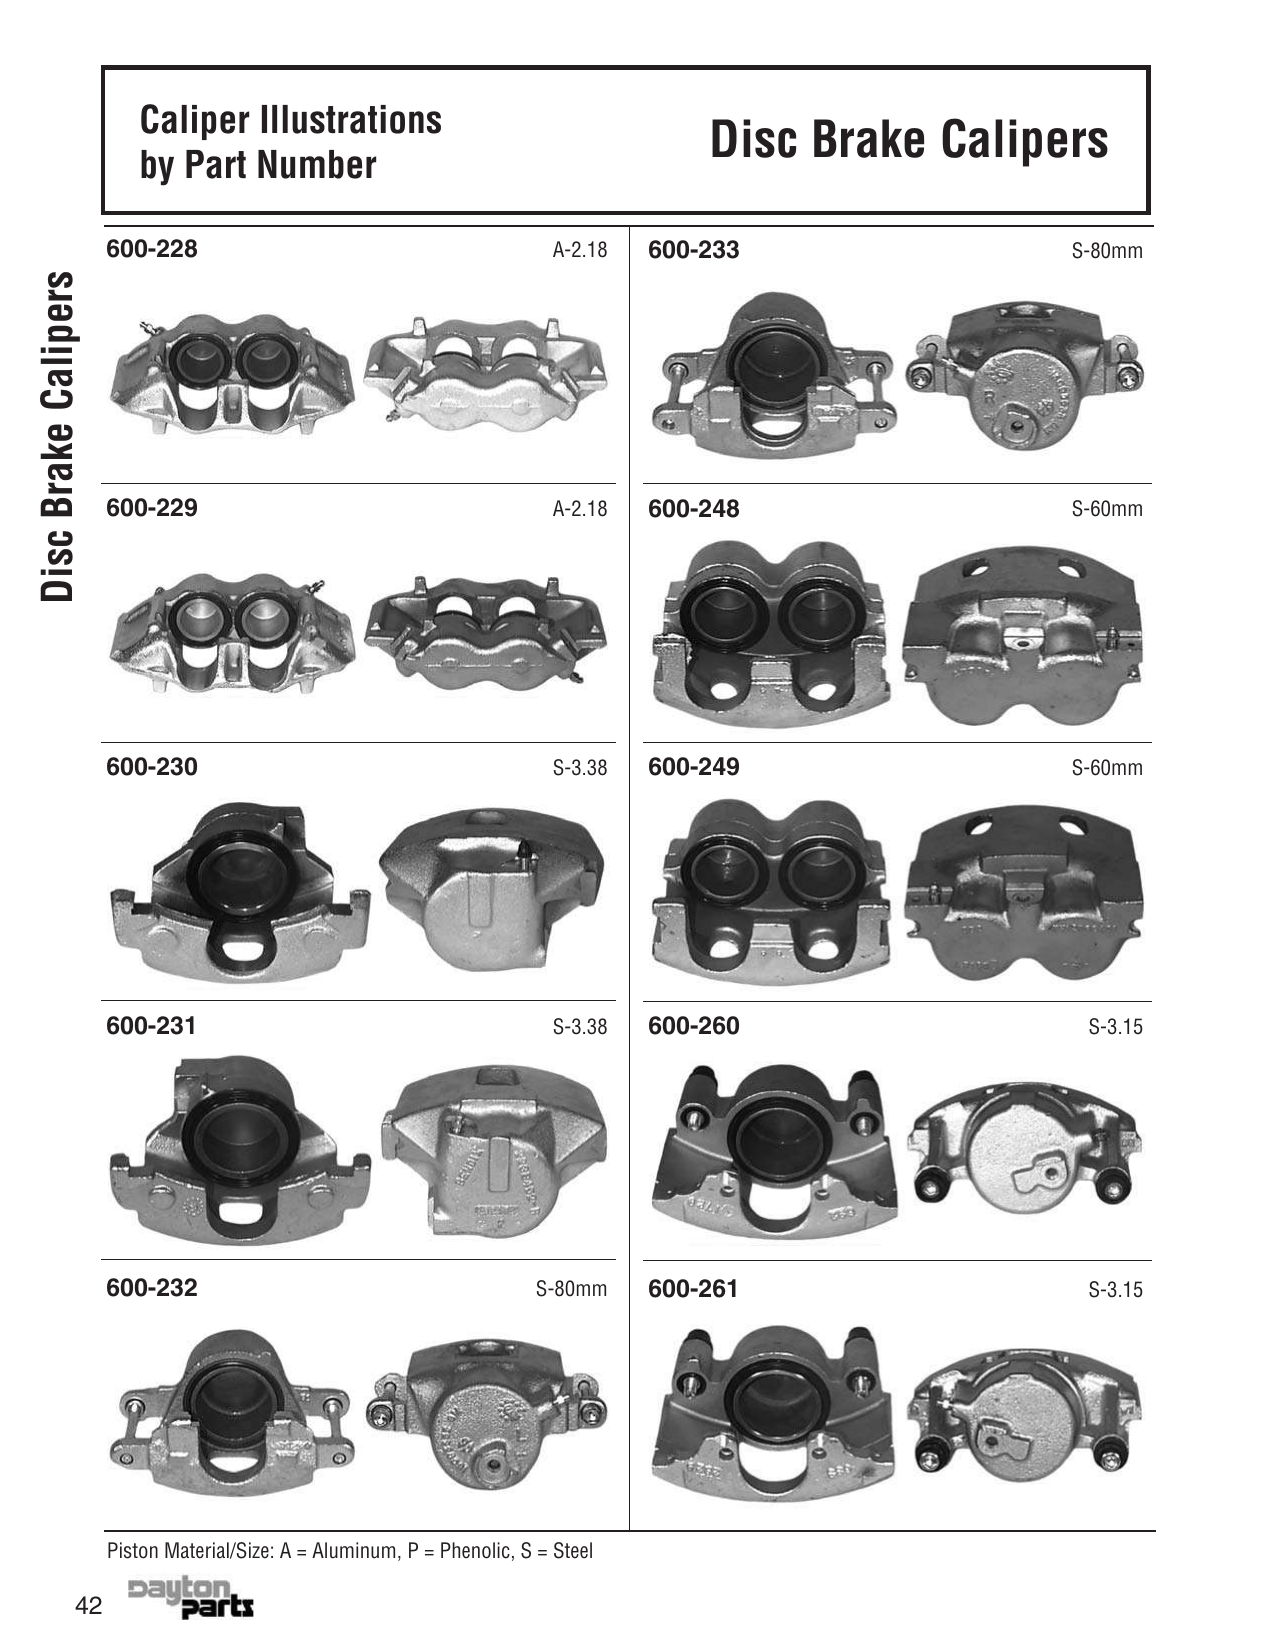 Caliper Illustrations
by Part Number
Disc Brake Calipers
Disc Brake Calipers
600-228 A-2.18
600-229 A-2.18
600-230 S-3.38
600-231 S-3.38
600-232 S-80mm
600-233 S-80mm
600-248 S-60mm
600-249 S-60mm
600-260 S-3.15
600-261 S-3.15
R
Piston Material/Size: A = Aluminum, P = Phenolic, S = Steel
42
Dayton
parts